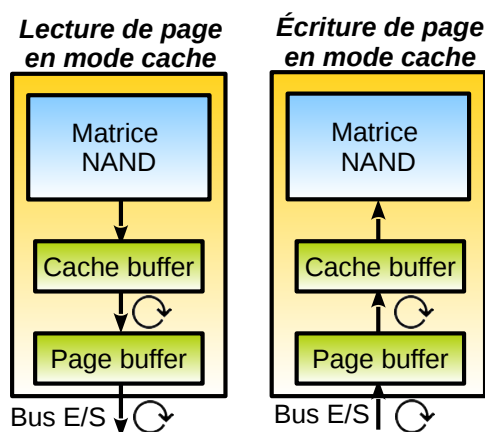 Lecture de page
en mode cache
Matrice
NAND
Cache buffer
Page buffer
Bus E/S
Écriture de page
en mode cache
Matrice
NAND
Cache buffer
Page buffer
Bus E/S